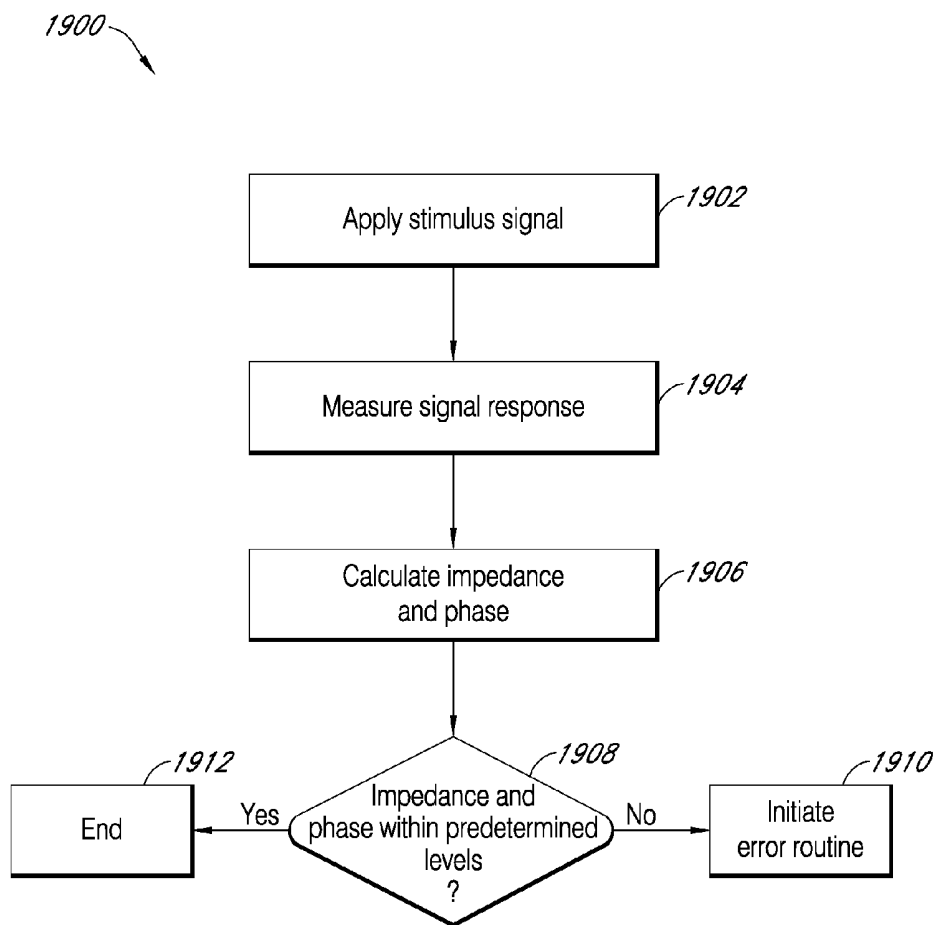 1900
Apply stimulus signal
1902
Measure signal response
1904
Calculate impedance
and phase
1906
1908
Impedance and
phase within predetermined
levels
?
Yes
1912
End
No
1910
Initiate
error routine